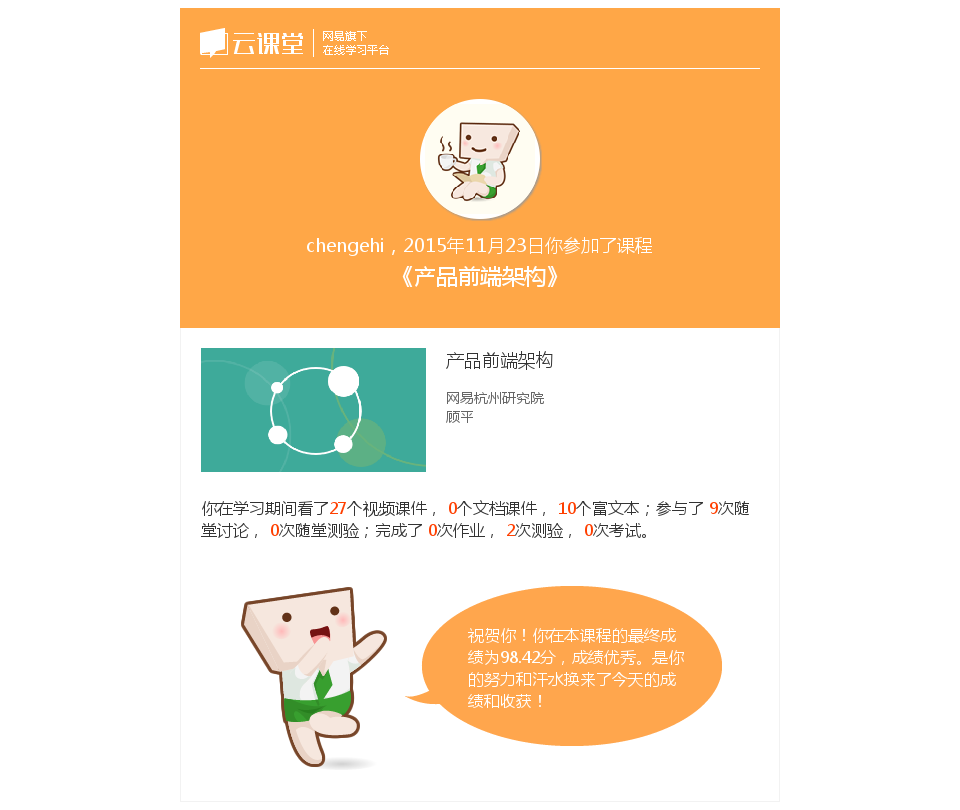 云课堂
网易旗下
在线学习平台
chengehi，2015年11月23日你参加了课程
《产品前端架构》
产品前端架构
网易杭州研究院
顾平
你在学习期间看了27个视频课件， 0个文档课件， 10个富文本；参与了 9次随
堂讨论， 0次随堂测验；完成了 0次作业， 2次测验， 0次考试。
祝贺你！你在本课程的最终成
绩为98.42分，成绩优秀。是你
的努力和汗水换来了今天的成
绩和收获！